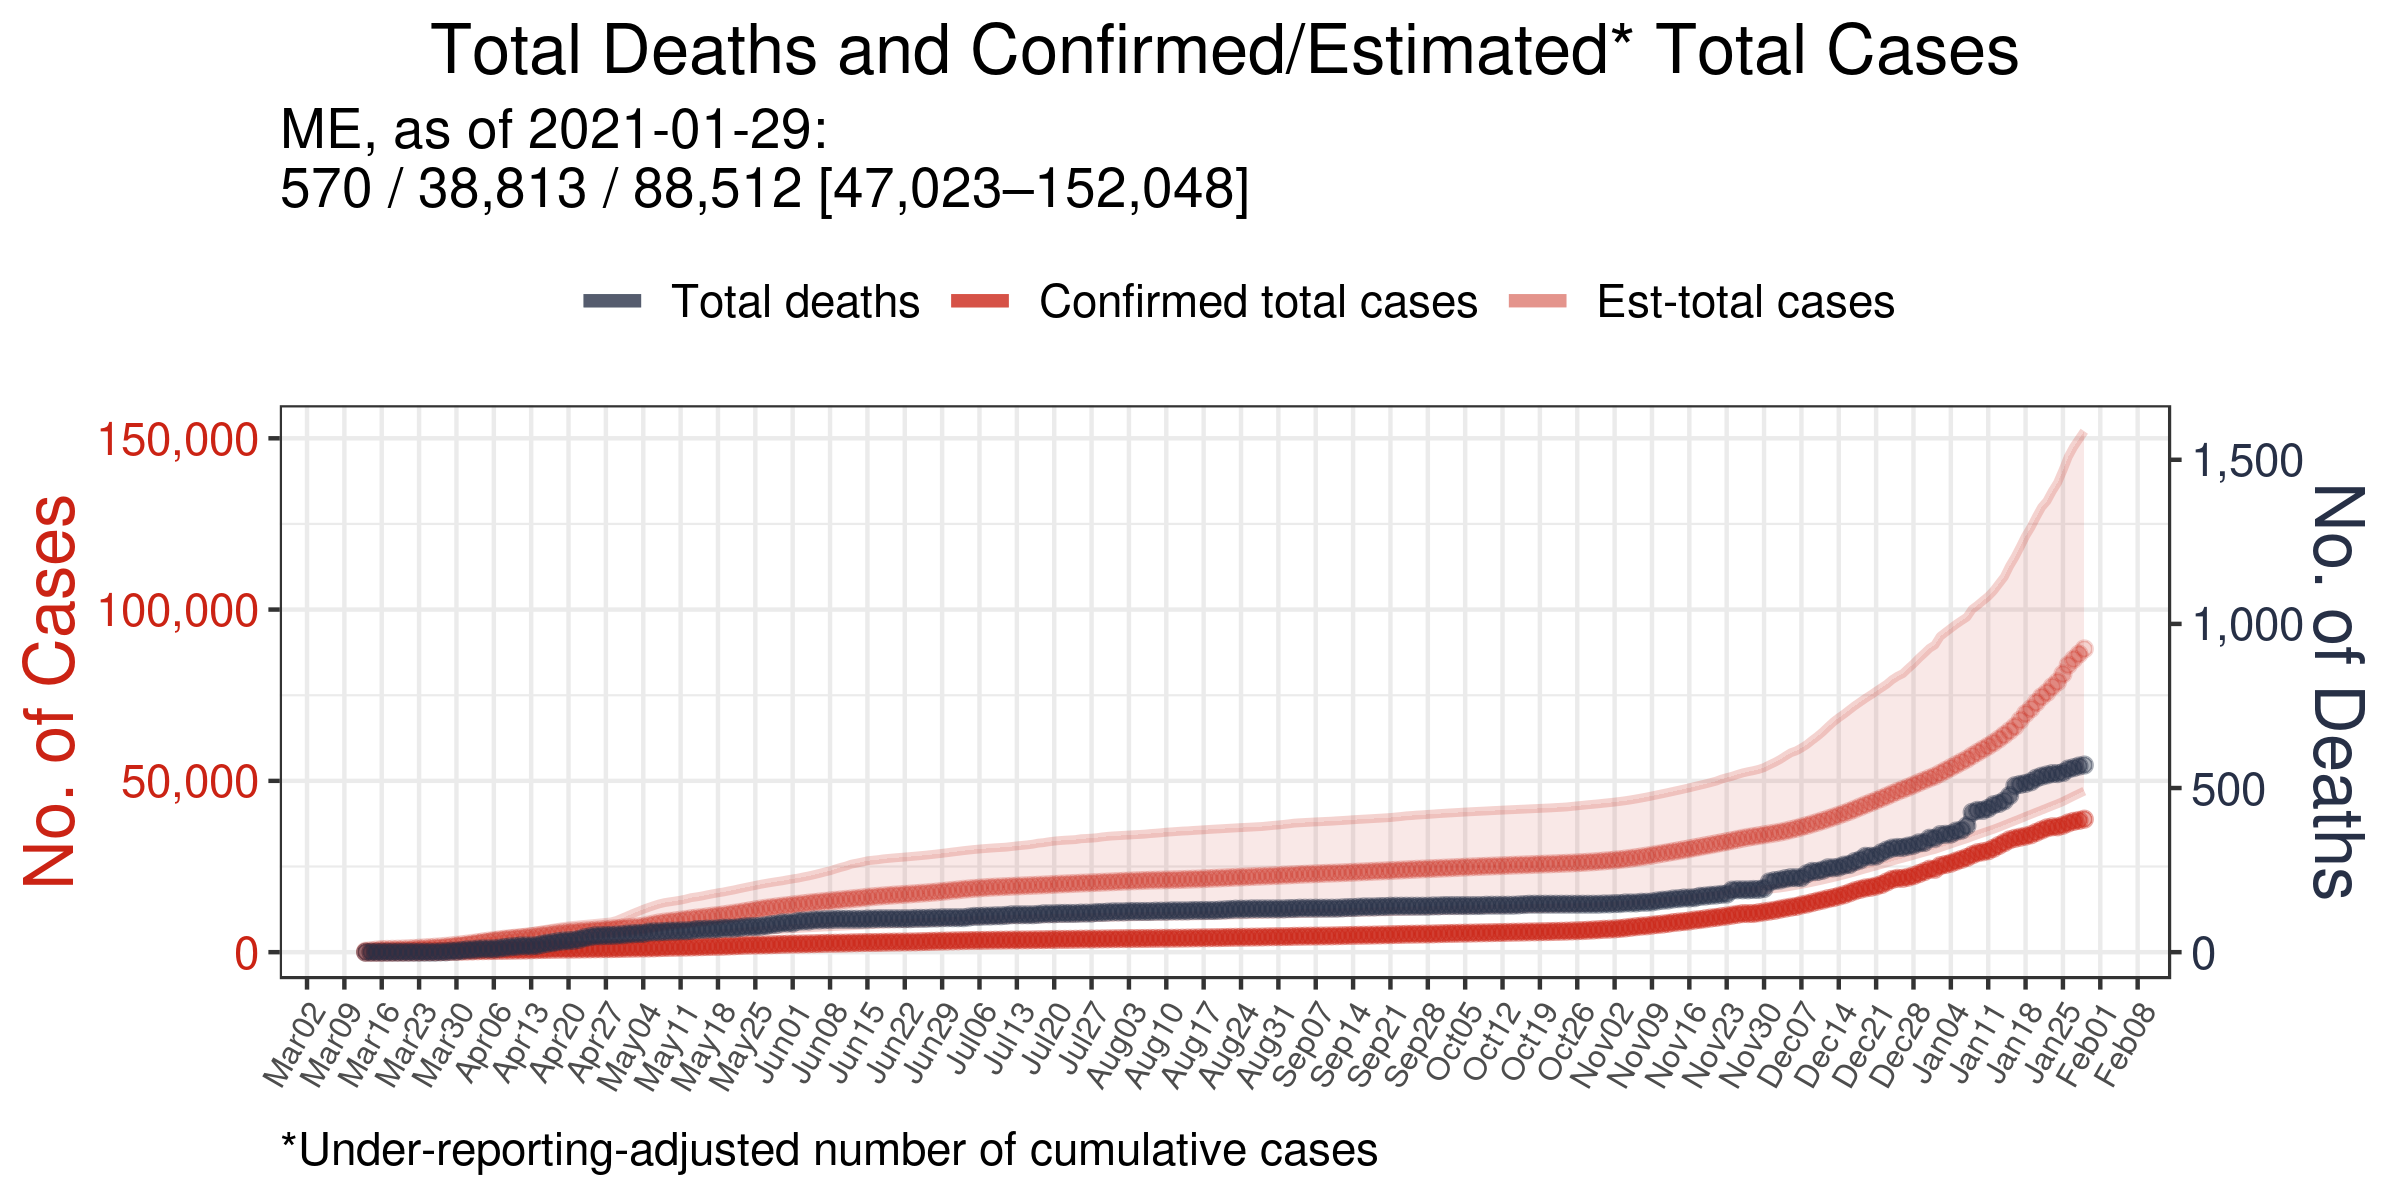 Total Deaths and Confirmed/Estimated* Total Cases
ME, as of 2021-01-29:
570 / 38,813 / 88,512 [47,023–152,048]
Total deaths
Confirmed total cases
Est-total cases
No. of Cases
150,000
100,000
50,000
0
1,500
1,000
500
0
No. of Deaths
Mar02
Mar09
Mar16
Mar23
Mar30
Apr06
Apr13
Apr20
Apr27
May04
May11
May18
May25
Jun01
Jun08
Jun15
Jun22
Jun29
Jul06
Jul13
Jul20
Jul27
Aug03
Aug10
Aug17
Aug24
Aug31
Sep07
Sep14
Sep21
Sep28
Oct05
Oct12
Oct19
Oct26
Nov02
Nov09
Nov16
Nov23
Nov30
Dec07
Dec14
Dec21
Dec28
Jan04
Jan11
Jan18
Jan25
Feb01
Feb08
*Under-reporting-adjusted number of cumulative cases